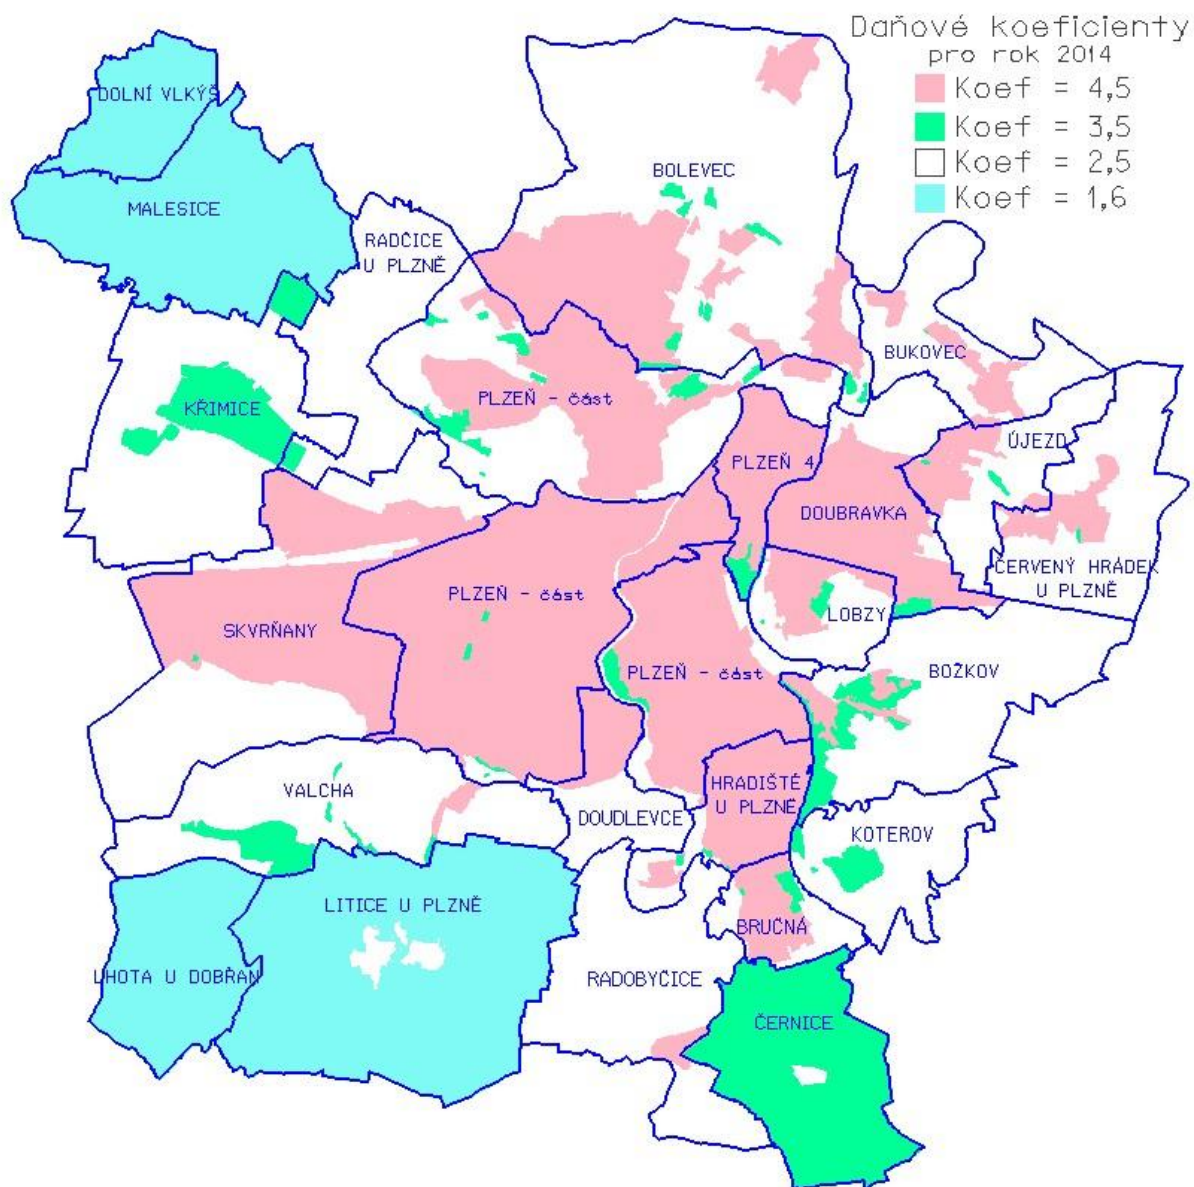 Daňové koeficienty
pro rok 2014
Koef = 4,5
Koef = 3,5
Koef = 2,5
Koef = 1,6
DOLNÍ VLKÝŠ
MALESICE
RADČICE
U PLZNĚ
BOLEVEC
BUKOVEC
KŘIMICE
PLZEŇ - část
PLZEŇ 4
ÚJEZD
DOUBRAVKA
ČERVENÝ HRÁDEK
U PLZNĚ
PLZEŇ - část
LOBZY
SKVRŇANY
PLZEŇ - část
BOŽKOV
VALCHA
HRADIŠTĚ
U PLZNĚ
DOUDLEVCE
KOTEROV
LITICE U PLZNĚ
BRUČNÁ
LHOTA U DOBŘAN
RADOBYČICE
ČERNICE